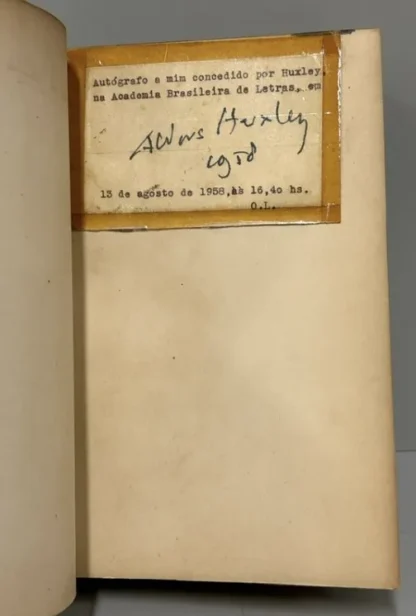 Autógrafo a mim concedido por Huxley,
na Academia Brasileira de Letras, em
Aldous Huxley
1958
13 de agosto de 1958,às 16,4o hs.
O.L.